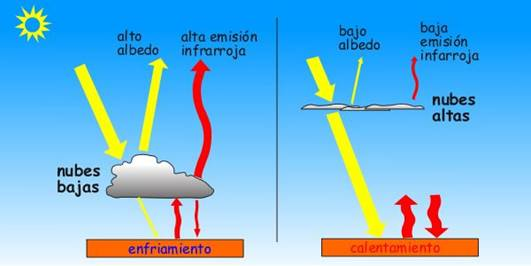 alto
albedo
alta emisión
infrarroja
nubes
bajas
enfriamiento
bajo
albedo
baja
emisión
infarroja
nubes
altas
calentamiento